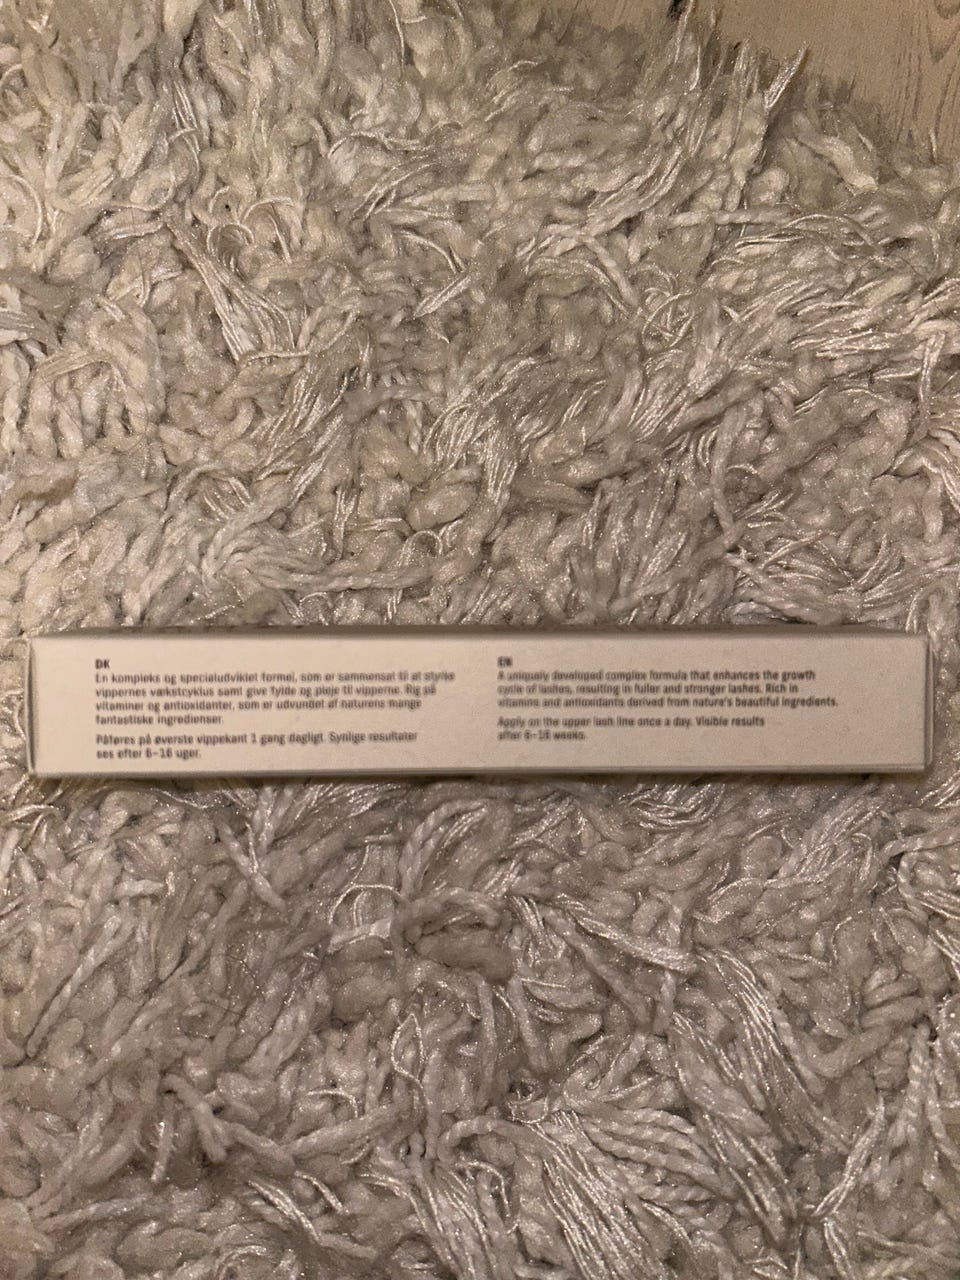 DK
En kompleks og specialudviklet formel, som er sammensat til at styrke
vippernes vækstcyklus samt give fylde og pleje til vipperne. Rig på
vitaminer og antioxidanter, som er udvundet af naturens mange
fantastiske ingredienser.
Påføres på øverste vippekant 1 gang dagligt. Synlige resultater
ses efter 6–16 uger.
EN
A uniquely developed complex formula that enhances the growth
cycle of lashes, resulting in fuller and stronger lashes. Rich in
vitamins and antioxidants derived from nature's beautiful ingredients.
Apply on the upper lash line once a day. Visible results
after 6–16 weeks.